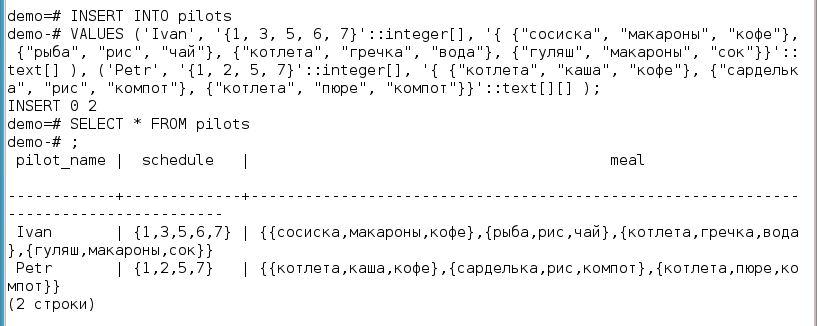 demo=# INSERT INTO pilots
demo-# VALUES ('Ivan', '{1, 3, 5, 6, 7}'::integer[], '{ {"сосиска", "макароны", "кофе"},
 {"рыба", "рис", "чай"}, {"котлета", "гречка", "вода"}, {"гуляш", "макароны", "сок"}}'::
text[] ), ('Petr', '{1, 2, 5, 7}'::integer[], '{ {"котлета", "каша", "кофе"}, {"сардельк
а", "рис", "компот"}, {"котлета", "пюре", "компот"}}'::text[][] );
INSERT 0 2
demo=# SELECT * FROM pilots
demo-# ;
 pilot_name |  schedule   |                                        meal
------------+-------------+-------------------------------------------------------------
------------------------
 Ivan       | {1,3,5,6,7} | {{сосиска,макароны,кофе},{рыба,рис,чай},{котлета,гречка,вода
},{гуляш,макароны,сок}}
 Petr       | {1,2,5,7}   | {{котлета,каша,кофе},{сарделька,рис,компот},{котлета,пюре,ко
мпот}}
(2 строки)